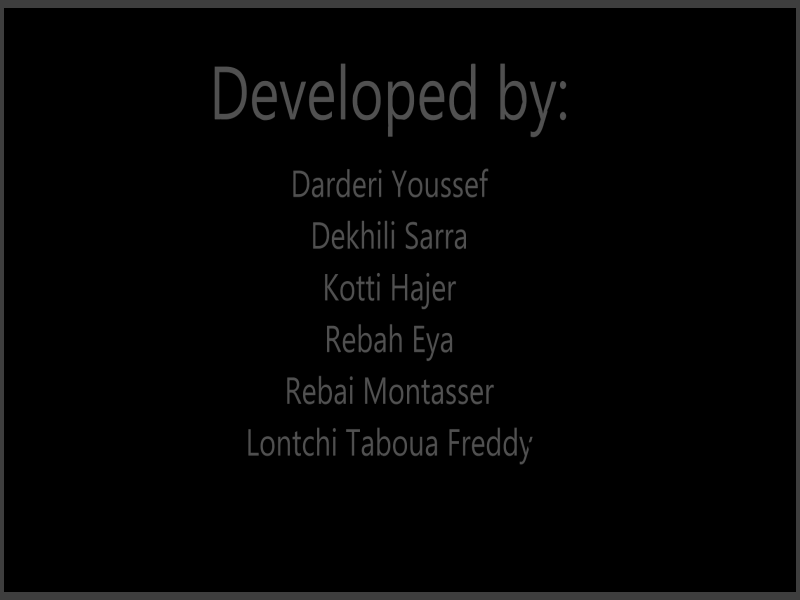 Developed by:
Darderi Youssef
Dekhili Sarra
Kotti Hajer
Rebah Eya
Rebai Montasser
Lontchi Taboua Freddy